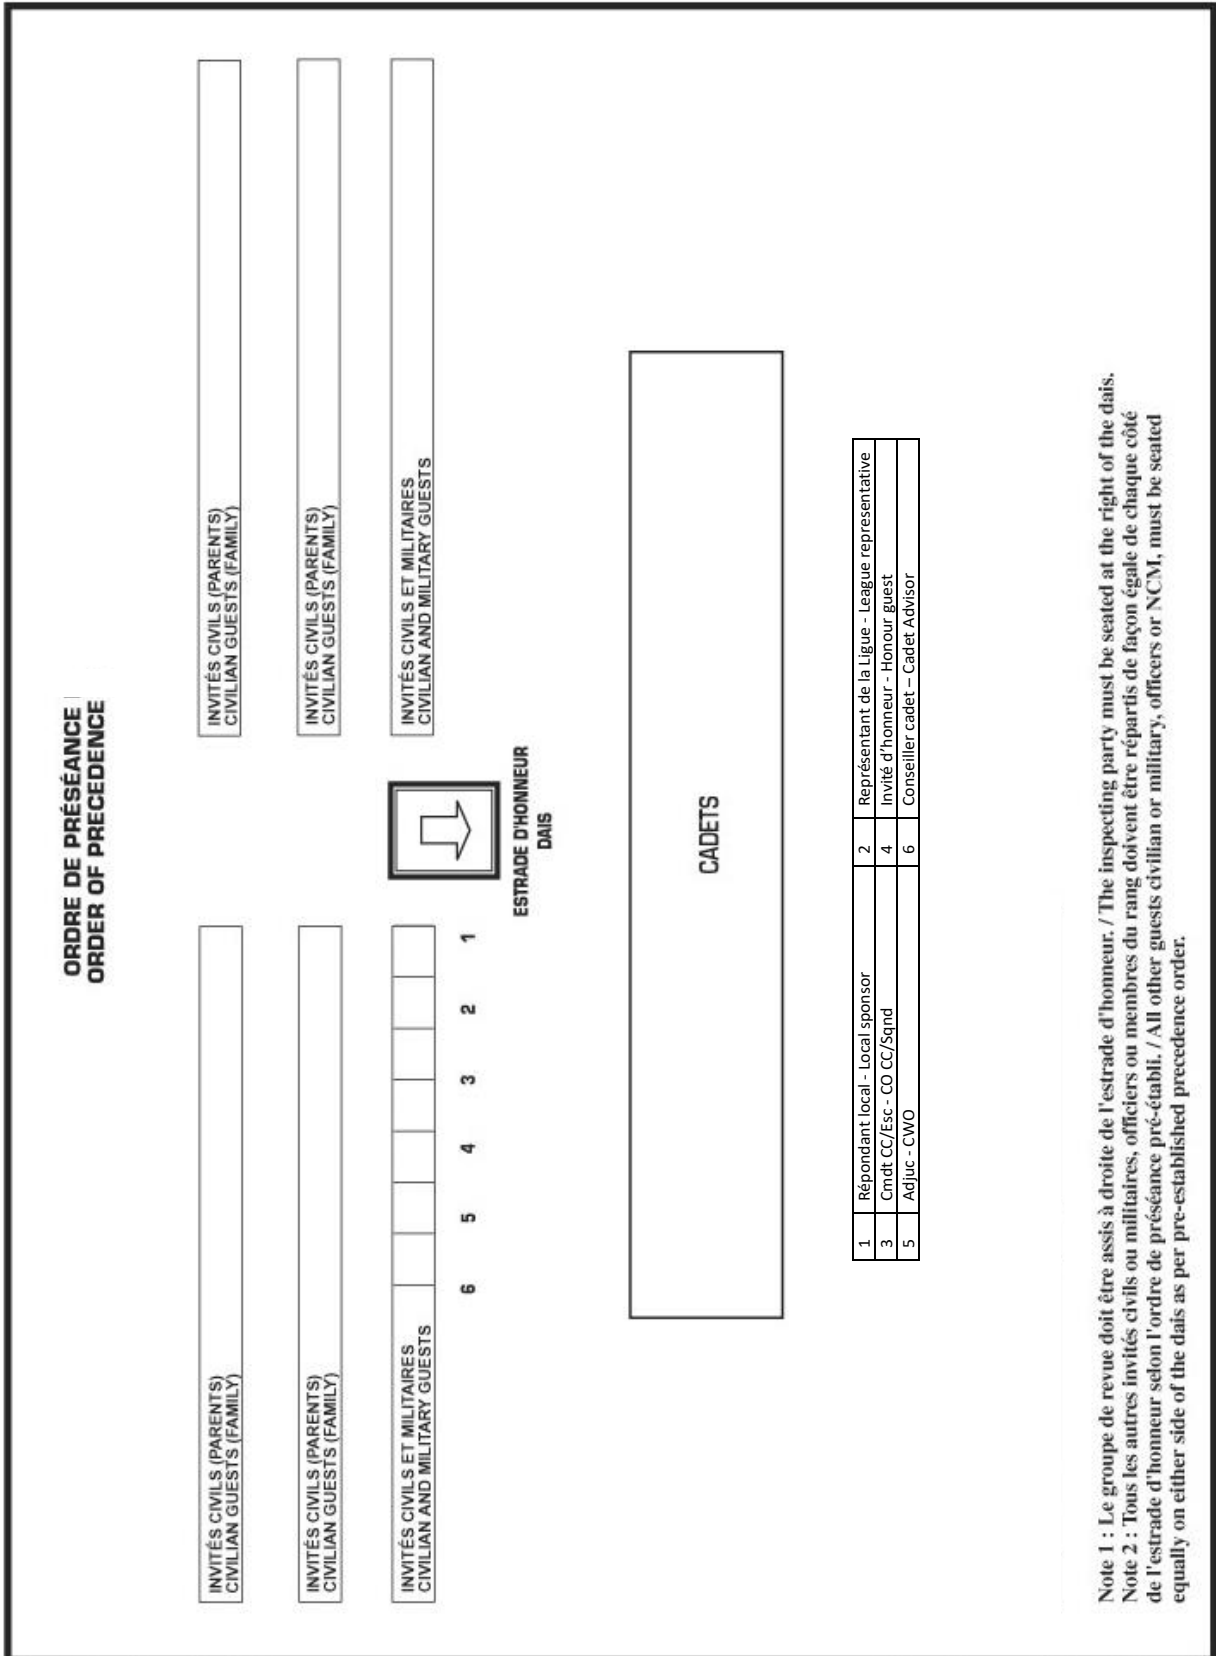 ORDRE DE PRÉSÉANCE
ORDER OF PRECEDENCE
INVITÉS CIVILS (PARENTS)
CIVILIAN GUESTS (FAMILY)
INVITÉS CIVILS (PARENTS)
CIVILIAN GUESTS (FAMILY)
INVITÉS CIVILS (PARENTS)
CIVILIAN GUESTS (FAMILY)
INVITÉS CIVILS (PARENTS)
CIVILIAN GUESTS (FAMILY)
INVITÉS CIVILS ET MILITAIRES
CIVILIAN AND MILITARY GUESTS
INVITÉS CIVILS ET MILITAIRES
CIVILIAN AND MILITARY GUESTS
6 5 4 3 2 1
ESTRADE D'HONNEUR
DAIS
CADETS
1 Répondant local - Local sponsor 2 Représentant de la Ligue - League representative
3 Cmdt CC/Esc - CO CC/Sqnd 4 Invité d'honneur - Honour guest
5 Adjuc - CWO 6 Conseiller cadet – Cadet Advisor
Note 1 : Le groupe de revue doit être assis à droite de l'estrade d'honneur. / The inspecting party must be seated at the right of the dais.
Note 2 : Tous les autres invités civils ou militaires, officiers ou membres du rang doivent être répartis de façon égale de chaque côté
de l'estrade d'honneur selon l'ordre de préséance pré-établi. / All other guests civilian or military, officers or NCM, must be seated
equally on either side of the dais as per pre-established precedence order.